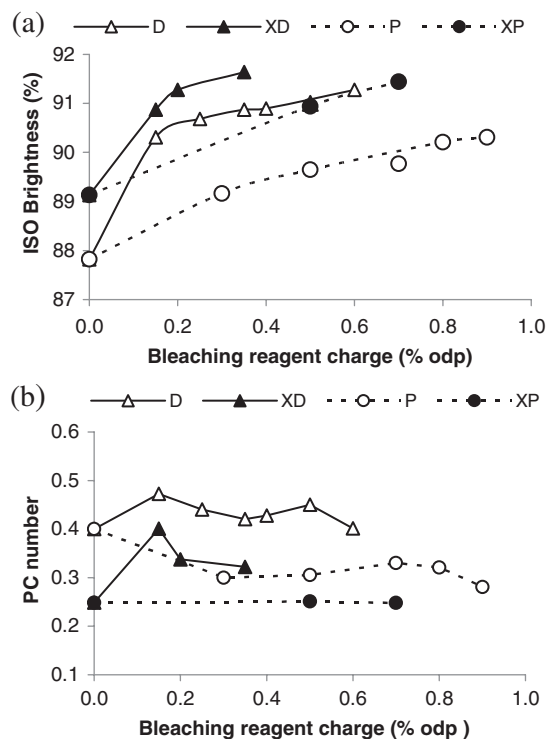 (a)
D XD P XP
92
91
90
89
88
87
ISO Brightness (%)
0.0 0.2 0.4 0.6 0.8 1.0
Bleaching reagent charge (% odp)
(b)
D XD P XP
0.6
0.5
0.4
0.3
0.2
0.1
PC number
0.0 0.2 0.4 0.6 0.8 1.0
Bleaching reagent charge (% odp )